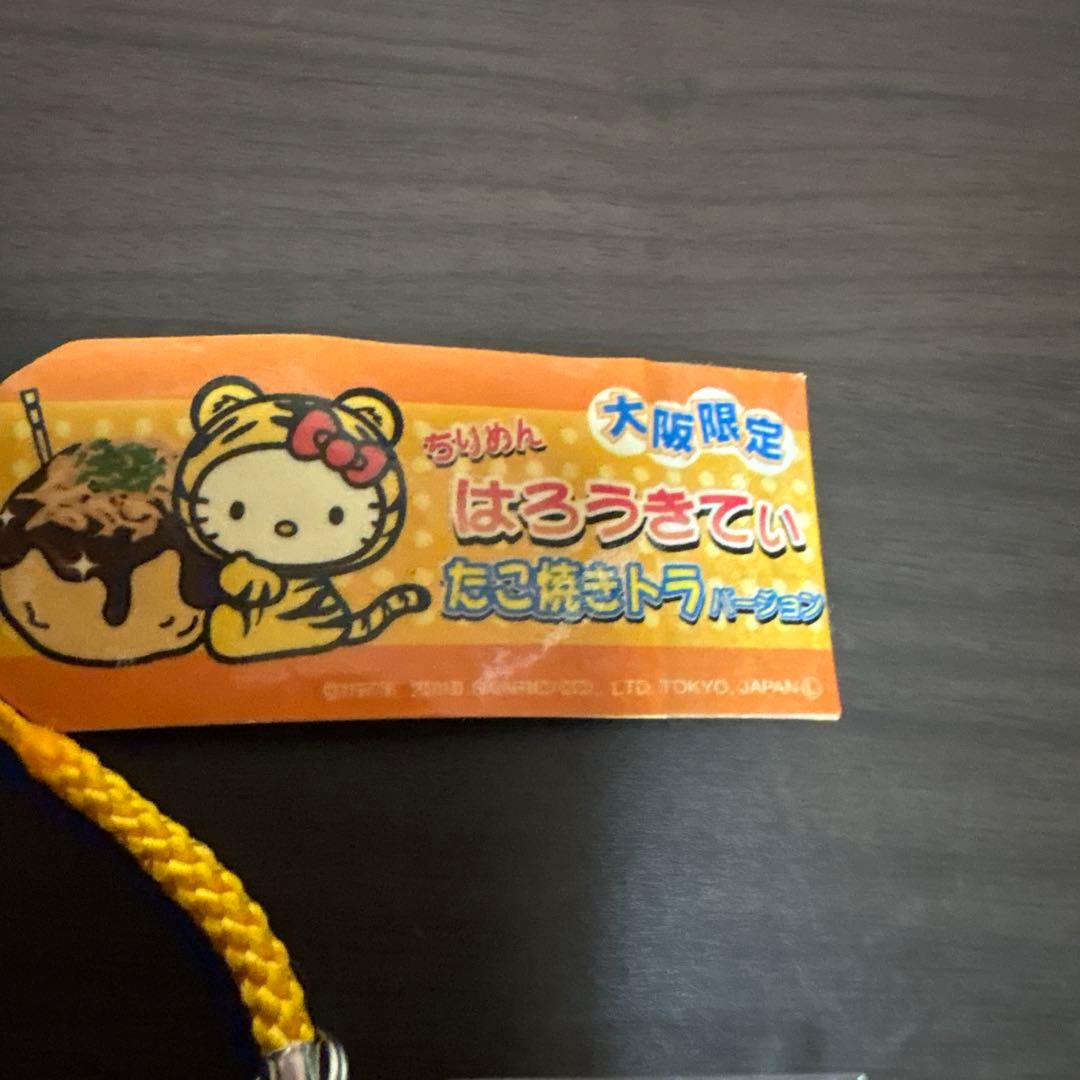 大阪限定
ちりめん
はろうきてぃ
たこ焼きトラバージョン
CO., LTD. TOKYO, JAPAN Ⓛ